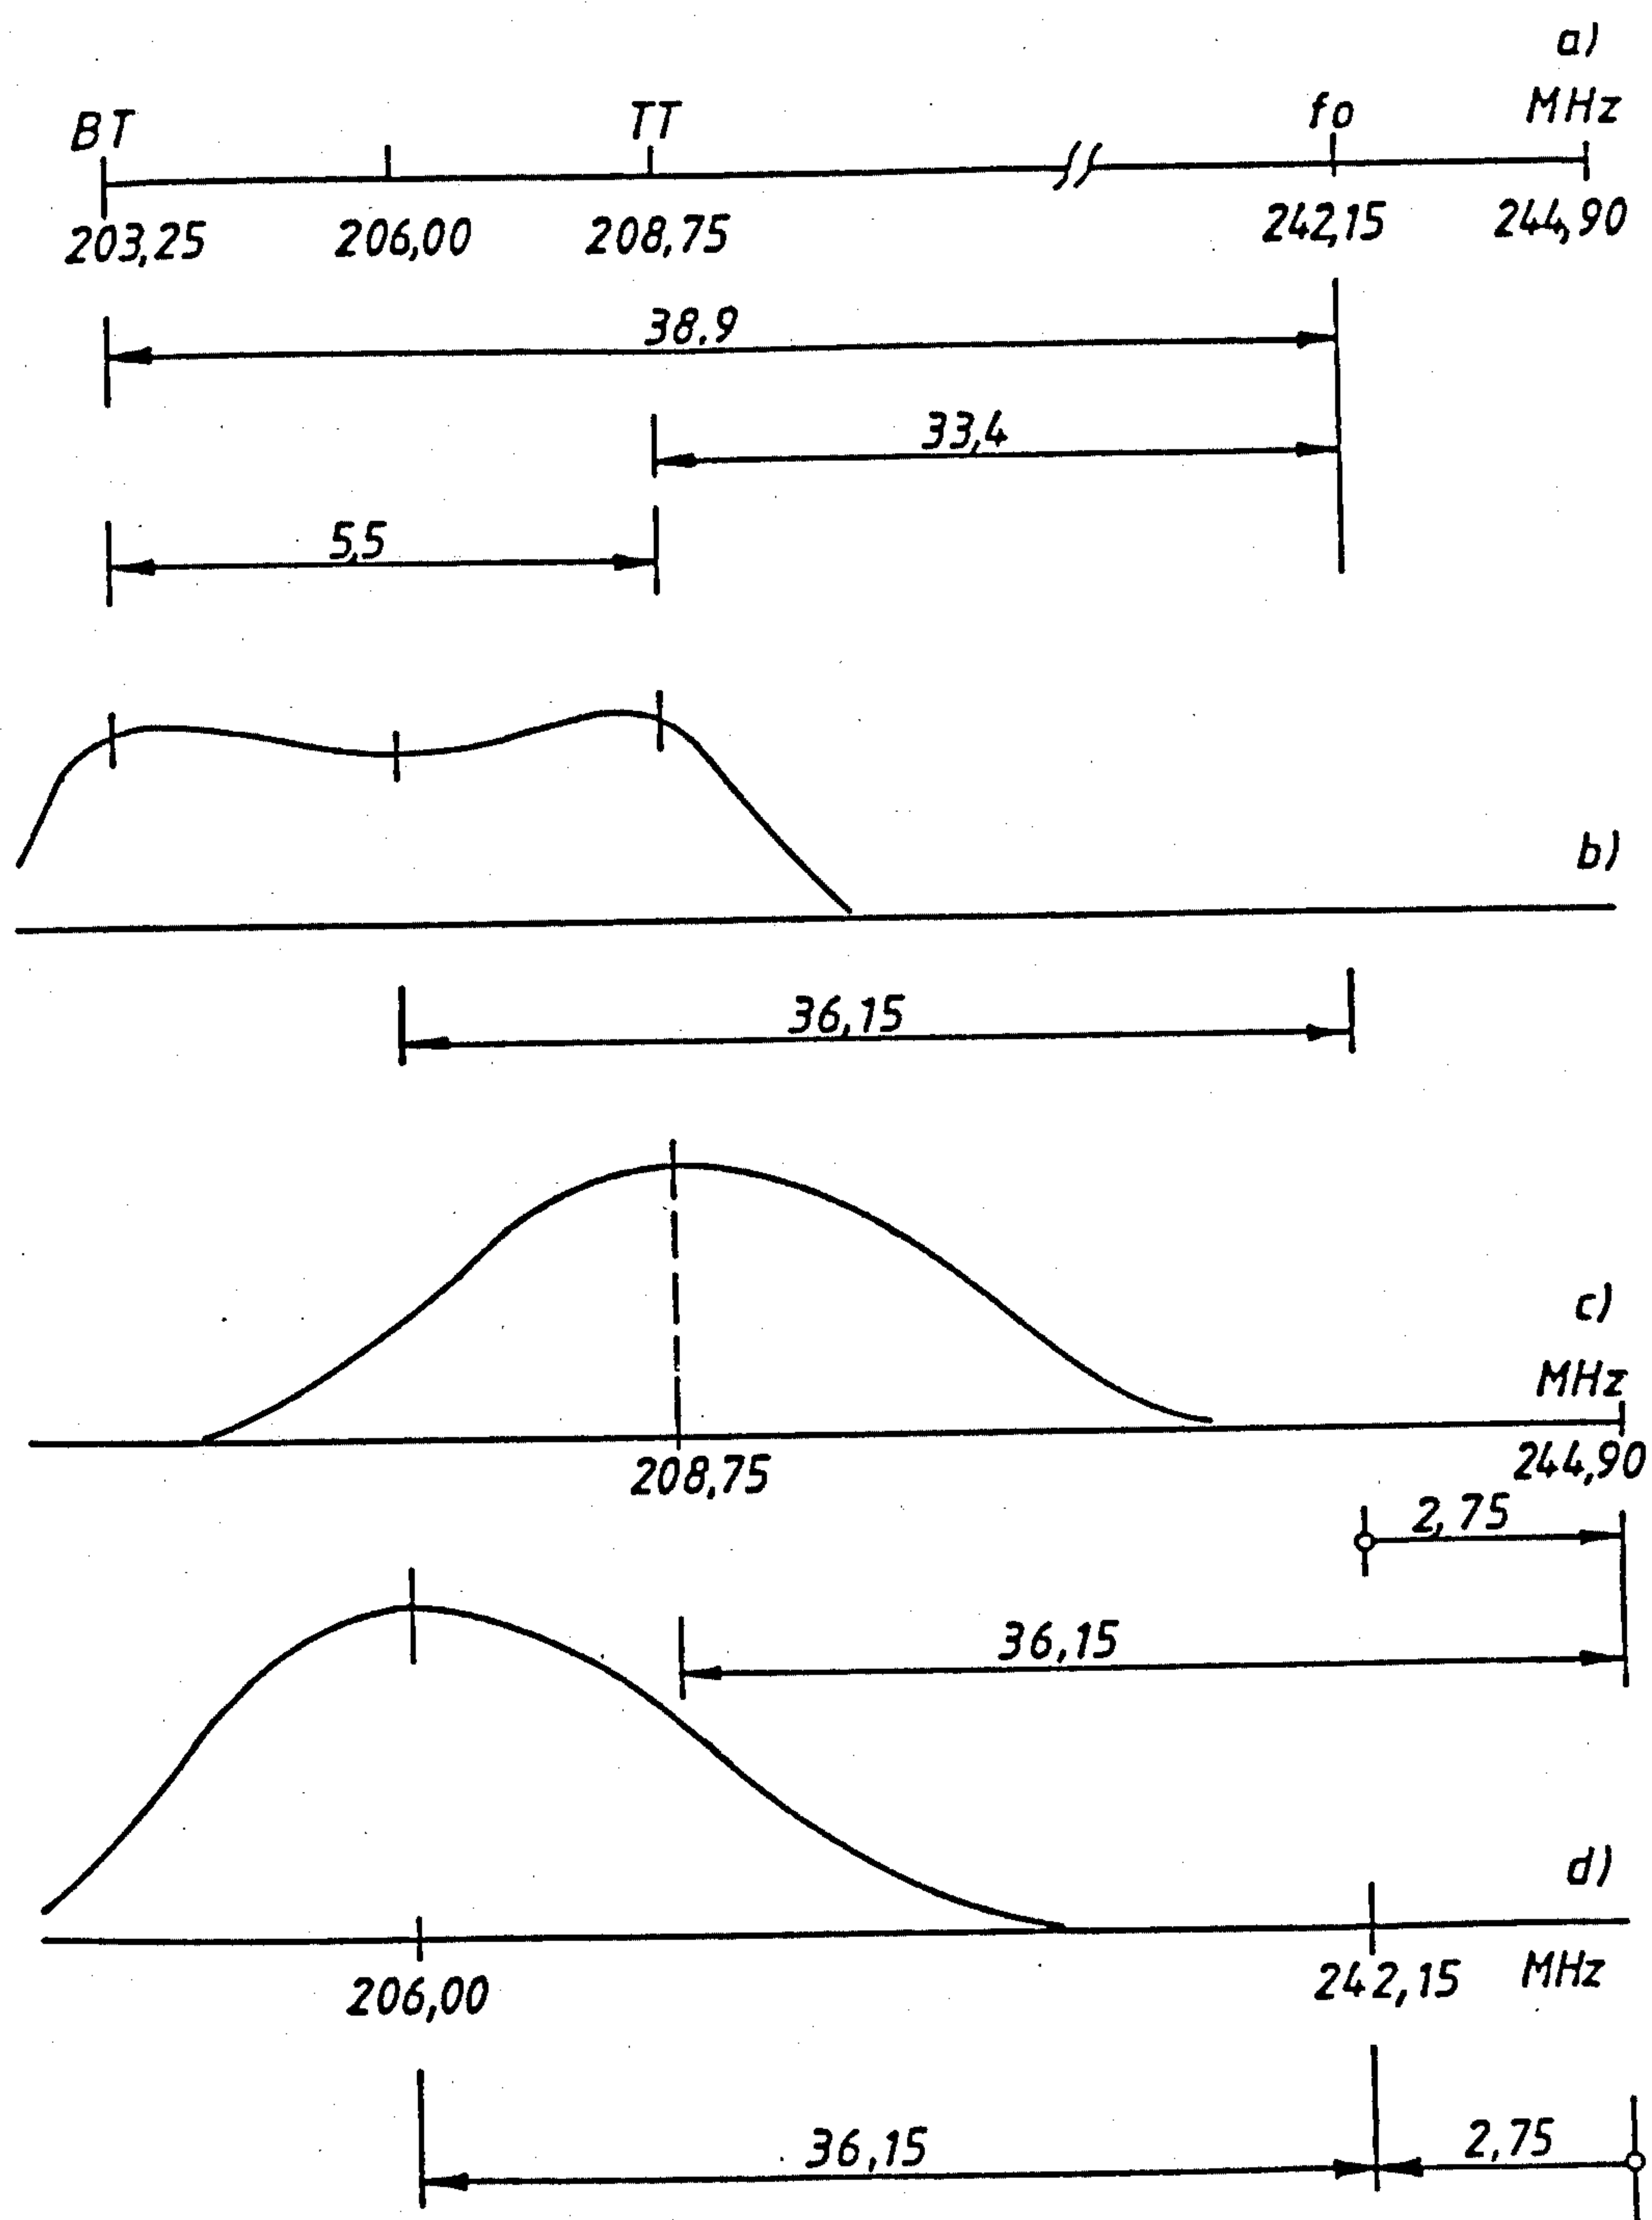 a)
BT TT fo MHz
203,25 206,00 208,75 242,15 244,90
38,9
33,4
5,5
b)
36,15
c)
MHz
208,75 244,90
2,75
36,15
d)
206,00 242,15 MHz
36,15 2,75